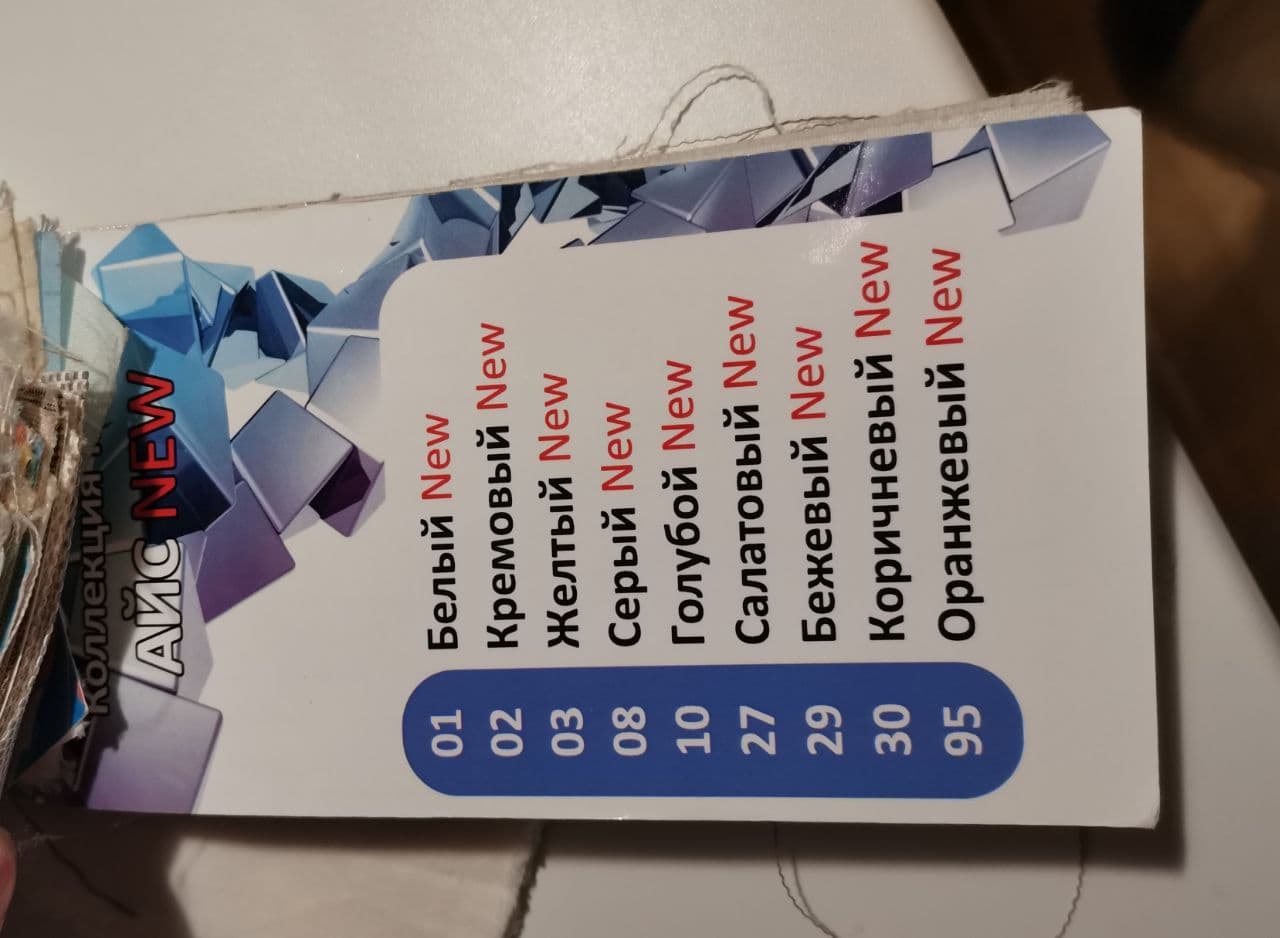 Коллекция
АЙС NEW
01 Белый New
02 Кремовый New
03 Желтый New
08 Серый New
10 Голубой New
27 Салатовый New
29 Бежевый New
30 Коричневый New
95 Оранжевый New